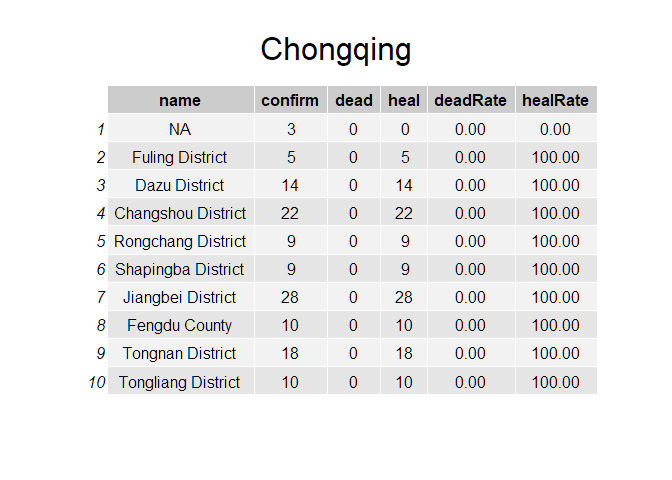 Chongqing
name confirm dead heal deadRate healRate
1 NA 3 0 0 0.00 0.00
2 Fuling District 5 0 5 0.00 100.00
3 Dazu District 14 0 14 0.00 100.00
4 Changshou District 22 0 22 0.00 100.00
5 Rongchang District 9 0 9 0.00 100.00
6 Shapingba District 9 0 9 0.00 100.00
7 Jiangbei District 28 0 28 0.00 100.00
8 Fengdu County 10 0 10 0.00 100.00
9 Tongnan District 18 0 18 0.00 100.00
10 Tongliang District 10 0 10 0.00 100.00